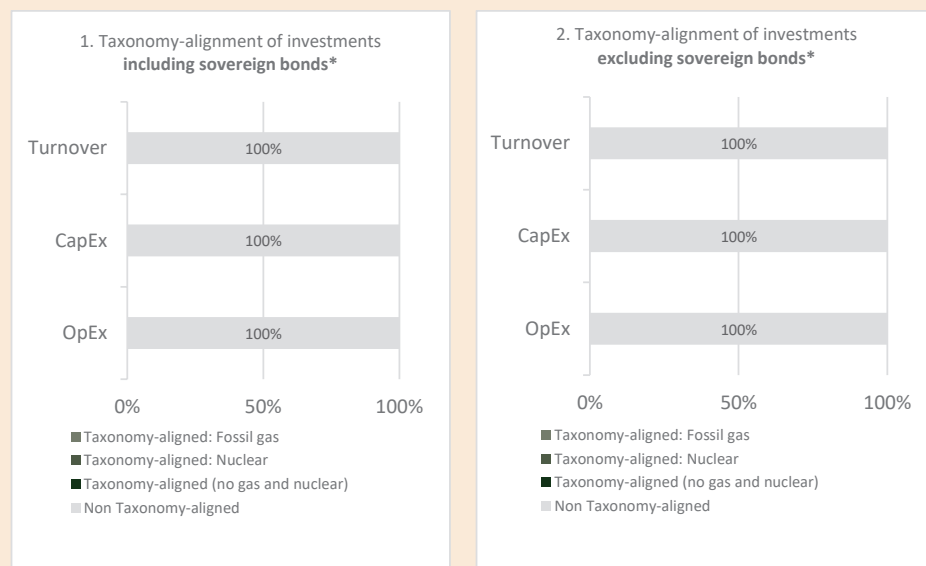 1. Taxonomy-alignment of investments
including sovereign bonds*
Turnover
100%
CapEx
100%
OpEx
100%
0%
50%
100%
Taxonomy-aligned: Fossil gas
Taxonomy-aligned: Nuclear
Taxonomy-aligned (no gas and nuclear)
Non Taxonomy-aligned
2. Taxonomy-alignment of investments
excluding sovereign bonds*
Turnover
100%
CapEx
100%
OpEx
100%
0%
50%
100%
Taxonomy-aligned: Fossil gas
Taxonomy-aligned: Nuclear
Taxonomy-aligned (no gas and nuclear)
Non Taxonomy-aligned